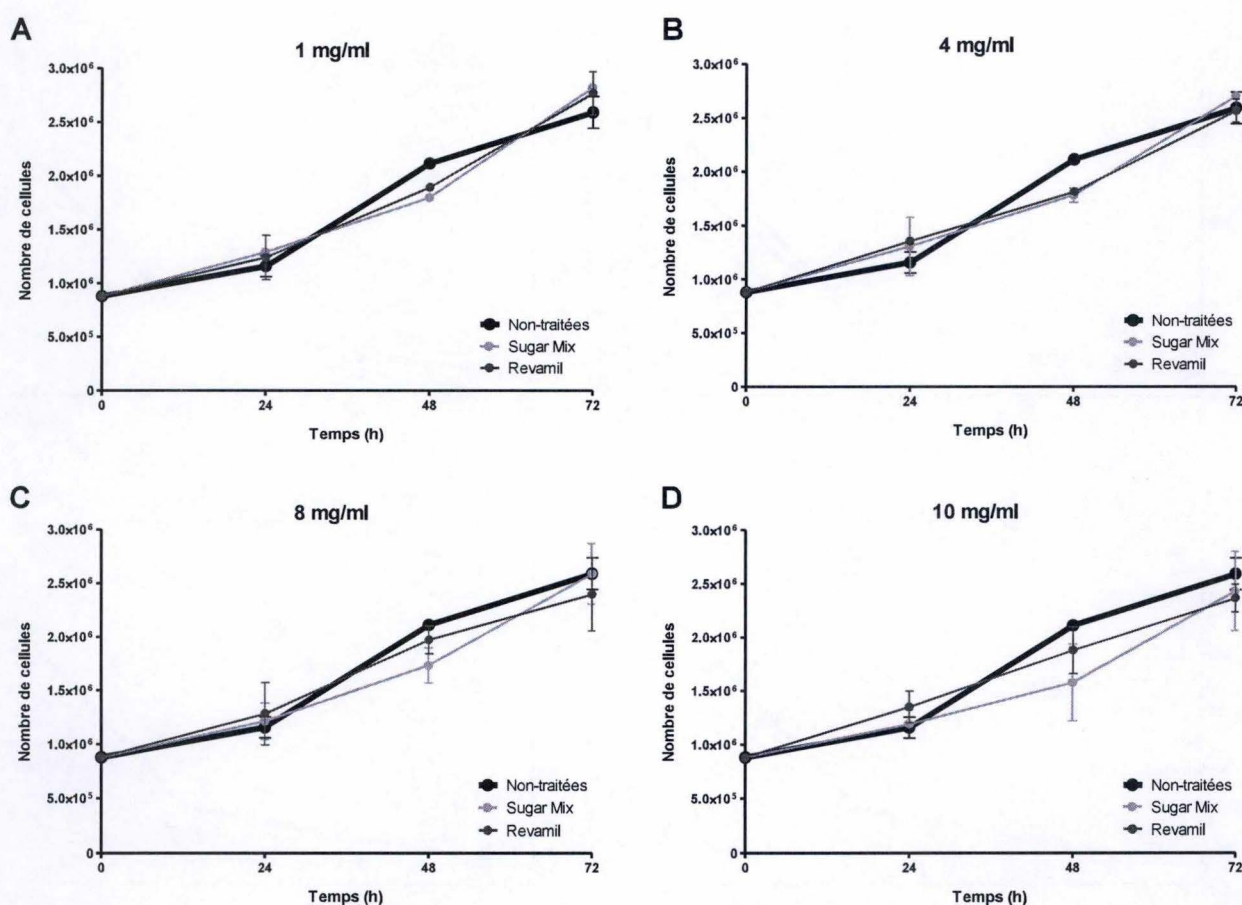 A
1 mg/ml
Nombre de cellules
3.0x10⁶
2.5x10⁶
2.0x10⁶
1.5x10⁶
1.0x10⁶
5.0x10⁵
0
0 24 48 72
Temps (h)
Non-traitées
Sugar Mix
Revamil
B
4 mg/ml
Nombre de cellules
3.0x10⁶
2.5x10⁶
2.0x10⁶
1.5x10⁶
1.0x10⁶
5.0x10⁵
0
0 24 48 72
Temps (h)
Non-traitées
Sugar Mix
Revamil
C
8 mg/ml
Nombre de cellules
3.0x10⁶
2.5x10⁶
2.0x10⁶
1.5x10⁶
1.0x10⁶
5.0x10⁵
0
0 24 48 72
Temps (h)
Non-traitées
Sugar Mix
Revamil
D
10 mg/ml
Nombre de cellules
3.0x10⁶
2.5x10⁶
2.0x10⁶
1.5x10⁶
1.0x10⁶
5.0x10⁵
0
0 24 48 72
Temps (h)
Non-traitées
Sugar Mix
Revamil